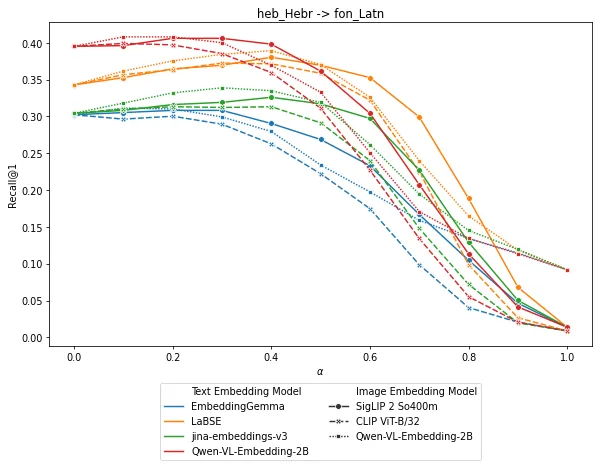 heb_Hebr -> fon_Latn
Recall@1
0.40
0.35
0.30
0.25
0.20
0.15
0.10
0.05
0.00
0.0 0.2 0.4 0.6 0.8 1.0
α
Text Embedding Model
EmbeddingGemma
LaBSE
jina-embeddings-v3
Qwen-VL-Embedding-2B
Image Embedding Model
SigLIP 2 So400m
CLIP ViT-B/32
Qwen-VL-Embedding-2B